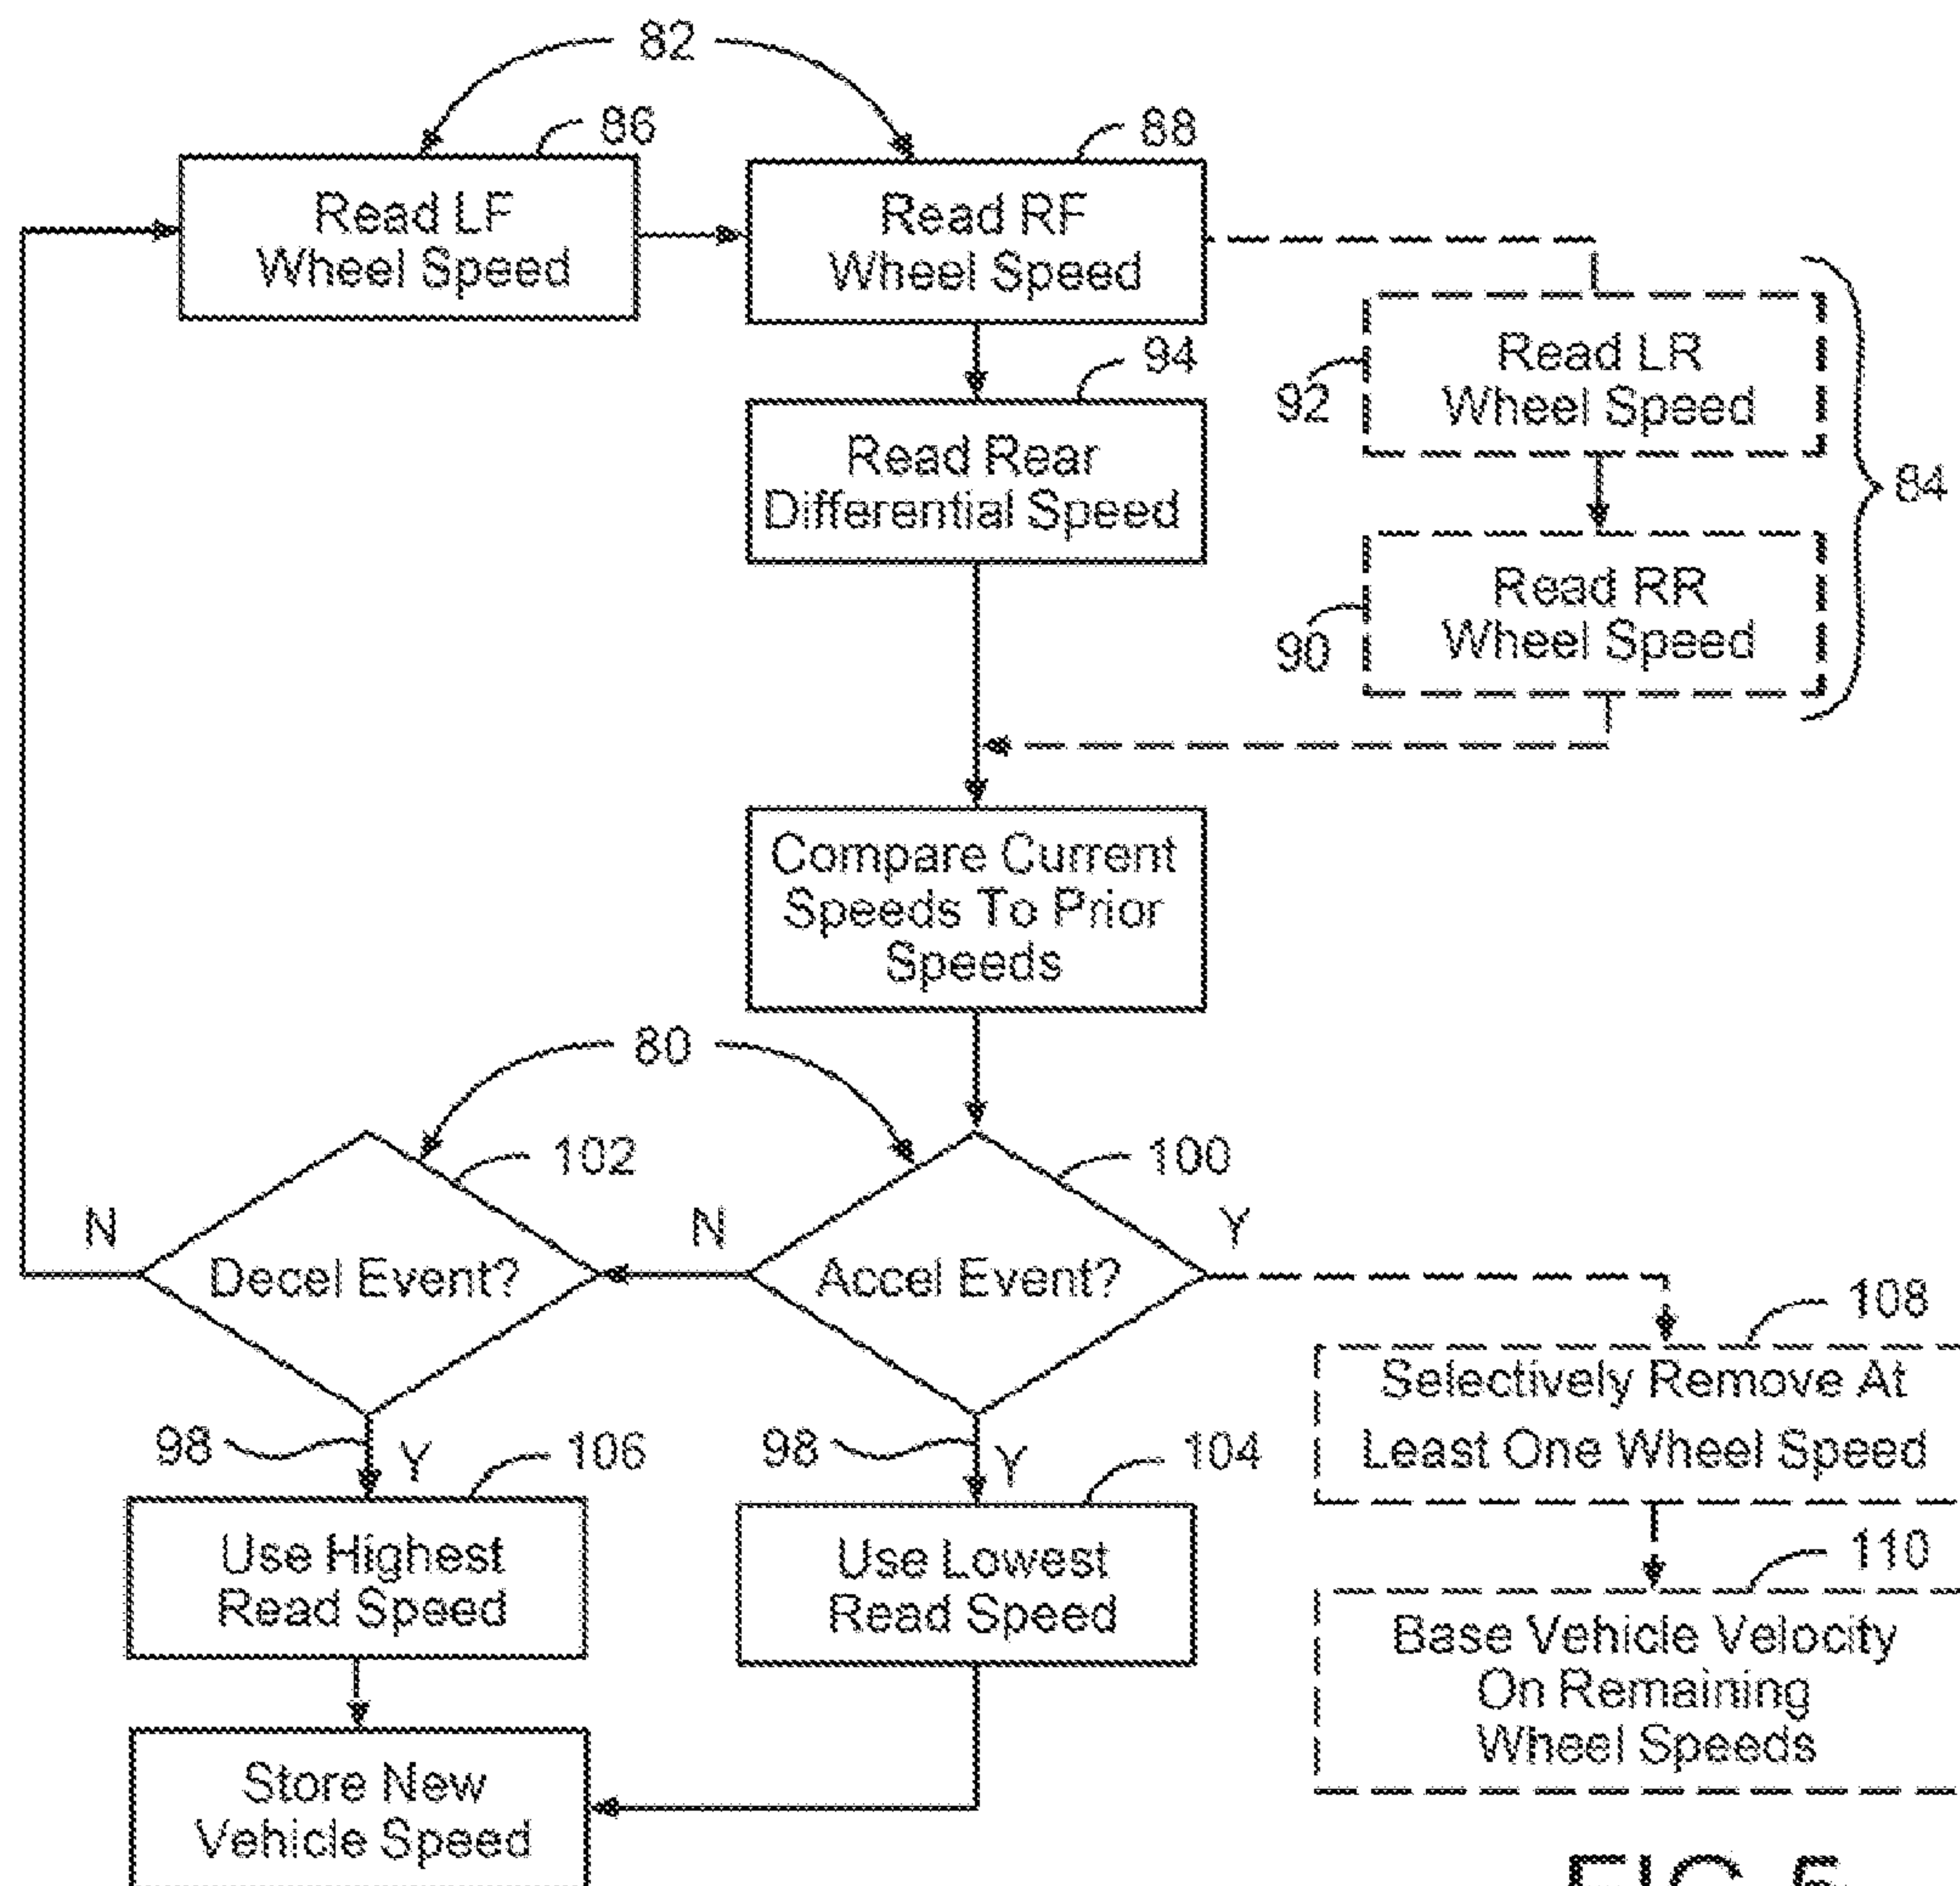 82
86
88
Read LF
Wheel Speed
Read RF
Wheel Speed
94
Read LR
Wheel Speed
92
84
Read Rear
Differential Speed
Read RR
Wheel Speed
90
Compare Current
Speeds To Prior
Speeds
80
102
100
N
N
Y
Decel Event?
Accel Event?
108
98
Y
106
98
Y
104
Selectively Remove At
Least One Wheel Speed
Use Highest
Read Speed
Use Lowest
Read Speed
110
Base Vehicle Velocity
On Remaining
Wheel Speeds
Store New
Vehicle Speed
FIG.5